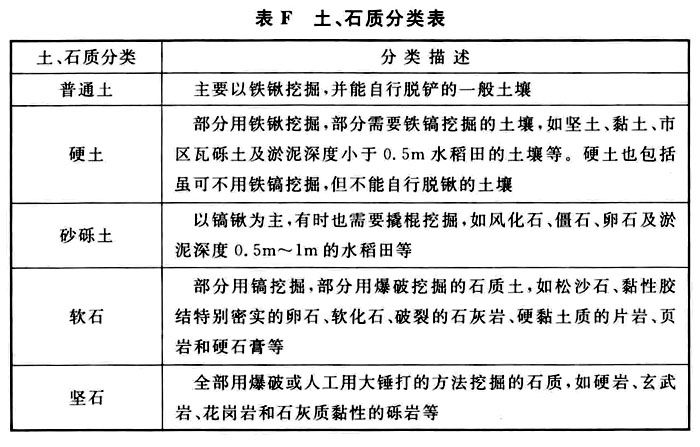 表 F 土、石质分类表
土、石质分类
分类描述
普通土
主要以铁锹挖掘,并能自行脱铲的一般土壤
硬土
部分用铁锹挖掘,部分需要铁镐挖掘的土壤,如坚土、黏土、市
区瓦砾土及淤泥深度小于 0.5m 水稻田的土壤等。硬土也包括
虽可不用铁镐挖掘,但不能自行脱锹的土壤
砂砾土
以镐锹为主,有时也需要撬棍挖掘,如风化石、僵石、卵石及淤
泥深度 0.5m～1m 的水稻田等
软石
部分用镐挖掘,部分用爆破挖掘的石质土,如松沙石、黏性胶
结特别密实的卵石、软化石、破裂的石灰岩、硬黏土质的片岩、页
岩和硬石膏等
坚石
全部用爆破或人工用大锤打的方法挖掘的石质,如硬岩、玄武
岩、花岗岩和石灰质黏性的砾岩等